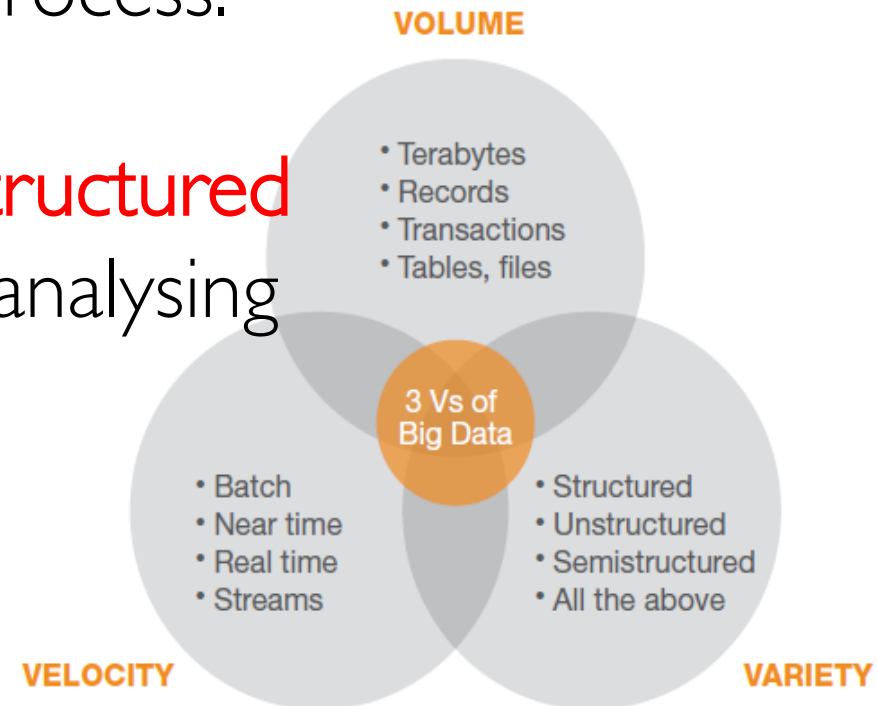 rocess.
tructured
analysing
VOLUME
• Terabytes
• Records
• Transactions
• Tables, files
3 Vs of
Big Data
• Batch
• Near time
• Real time
• Streams
• Structured
• Unstructured
• Semistructured
• All the above
VELOCITY
VARIETY